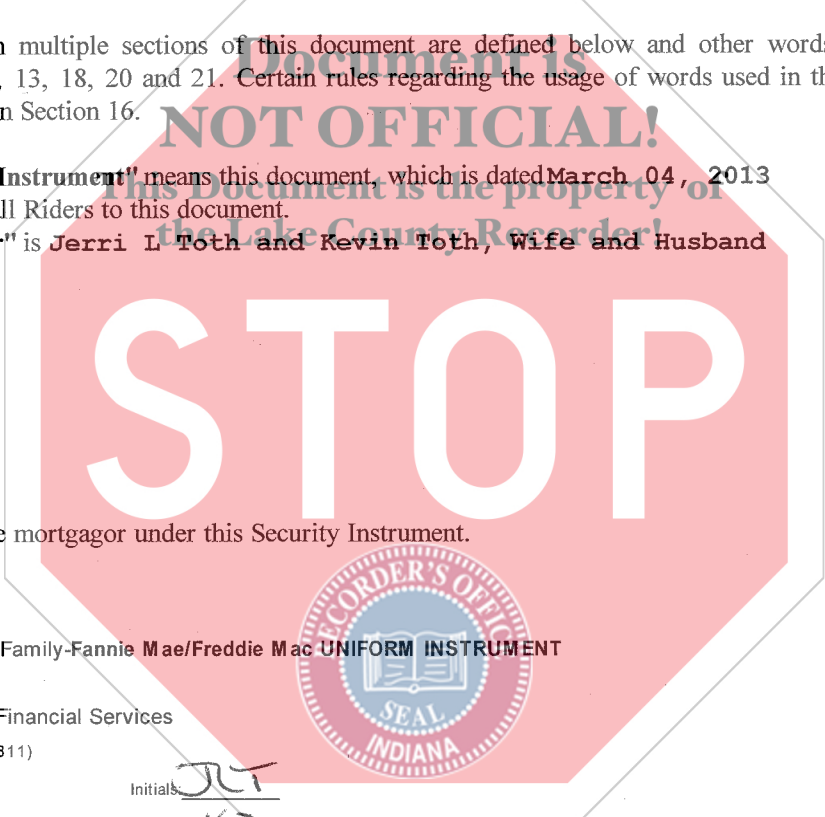 n multiple sections of this document are defined below and other words
, 13, 18, 20 and 21. Certain rules regarding the usage of words used in th
n Section 16.
Document is
NOT OFFICIAL!
This Document is the property of
the Lake County Recorder!
Instrument" means this document, which is dated March 04, 2013
ll Riders to this document.
" is Jerri L Toth and Kevin Toth, Wife and Husband
STOP
e mortgagor under this Security Instrument.
RECORDER'S OFFICE
SEAL
INDIANA
Family-Fannie Mae/Freddie Mac UNIFORM INSTRUMENT
Financial Services
311)
Initials: JLT